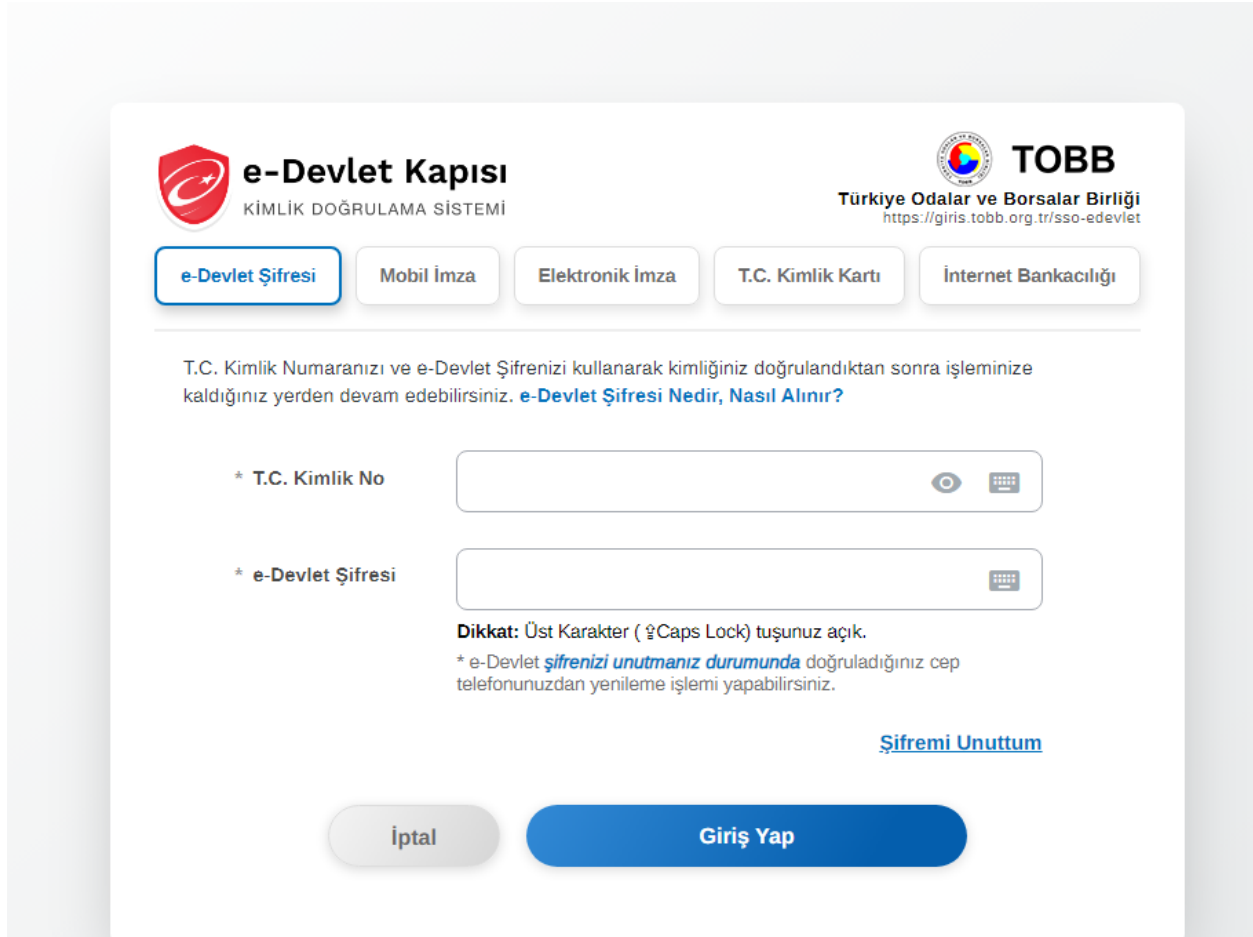 e-Devlet Kapısı
KİMLİK DOĞRULAMA SİSTEMİ
TOBB
Türkiye Odalar ve Borsalar Birliği
https://giris.tobb.org.tr/sso-edevlet
e-Devlet Şifresi
Mobil İmza
Elektronik İmza
T.C. Kimlik Kartı
İnternet Bankacılığı
T.C. Kimlik Numaranızı ve e-Devlet Şifrenizi kullanarak kimliğiniz doğrulandıktan sonra işleminize
kaldığınız yerden devam edebilirsiniz. e-Devlet Şifresi Nedir, Nasıl Alınır?
* T.C. Kimlik No
* e-Devlet Şifresi
Dikkat: Üst Karakter ( ⇪Caps Lock) tuşunuz açık.
* e-Devlet şifrenizi unutmanız durumunda doğruladığınız cep
telefonunuzdan yenileme işlemi yapabilirsiniz.
Şifremi Unuttum
İptal
Giriş Yap